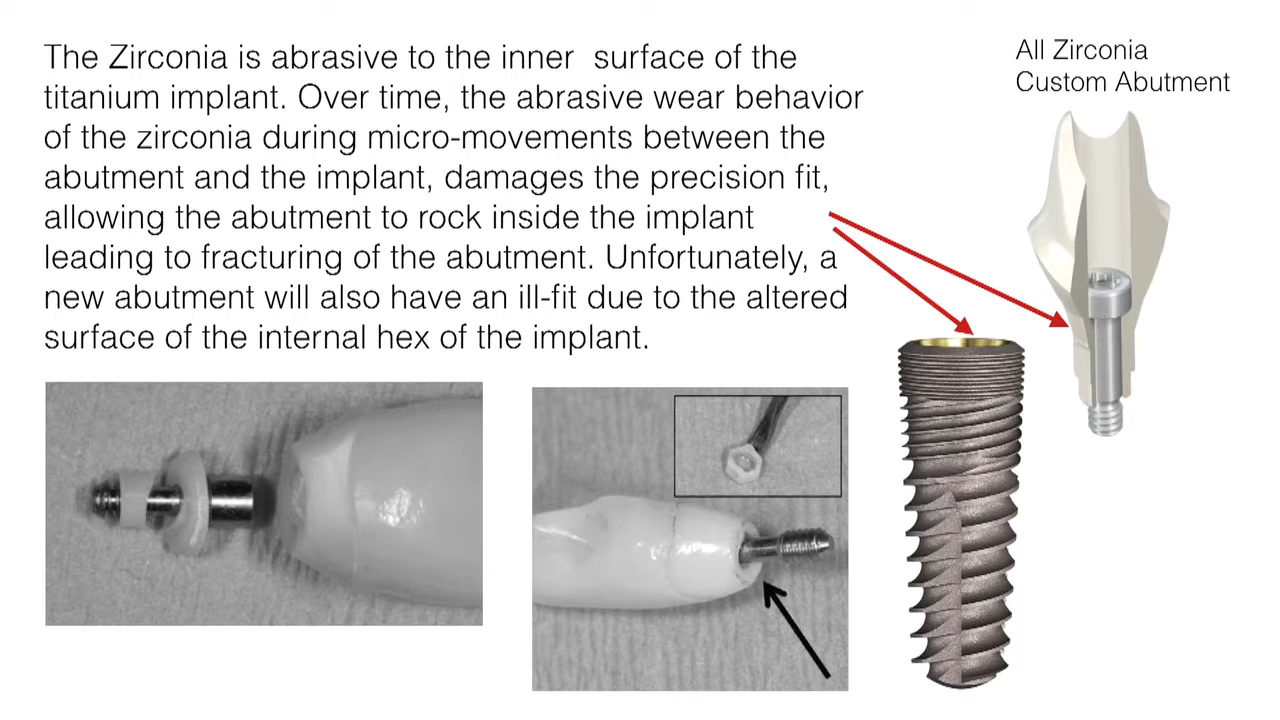 The Zirconia is abrasive to the inner  surface of the
titanium implant. Over time, the abrasive wear behavior
of the zirconia during micro-movements between the
abutment and the implant, damages the precision fit,
allowing the abutment to rock inside the implant
leading to fracturing of the abutment. Unfortunately, a
new abutment will also have an ill-fit due to the altered
surface of the internal hex of the implant.
All Zirconia
Custom Abutment